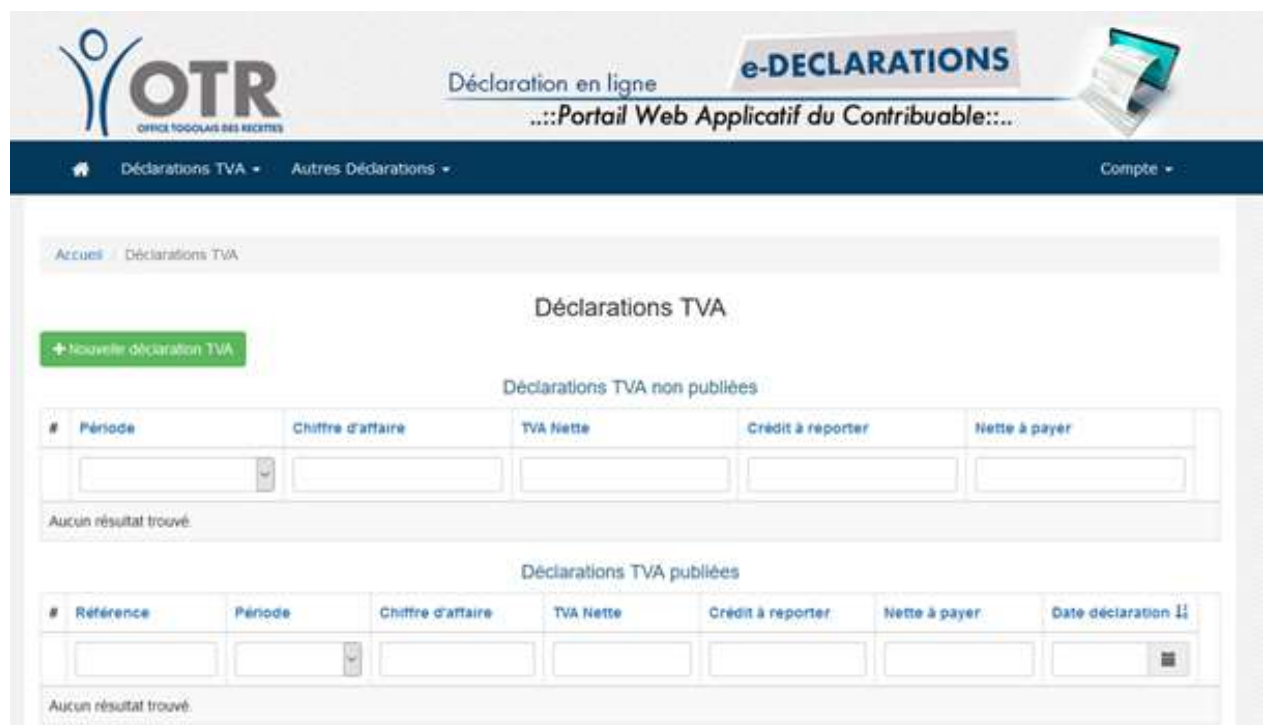 OTR
OFFICE TOGOLAIS DES RECETTES
Déclaration en ligne
e-DECLARATIONS
..::Portail Web Applicatif du Contribuable::..
Déclarations TVA
Autres Déclarations
Compte
Accueil / Déclarations TVA
Déclarations TVA
+Nouvelle déclaration TVA
Déclarations TVA non publiées
# Période Chiffre d'affaire TVA Nette Crédit à reporter Nette à payer
Aucun résultat trouvé.
Déclarations TVA publiées
# Référence Période Chiffre d'affaire TVA Nette Crédit à reporter Nette à payer Date déclaration
Aucun résultat trouvé.